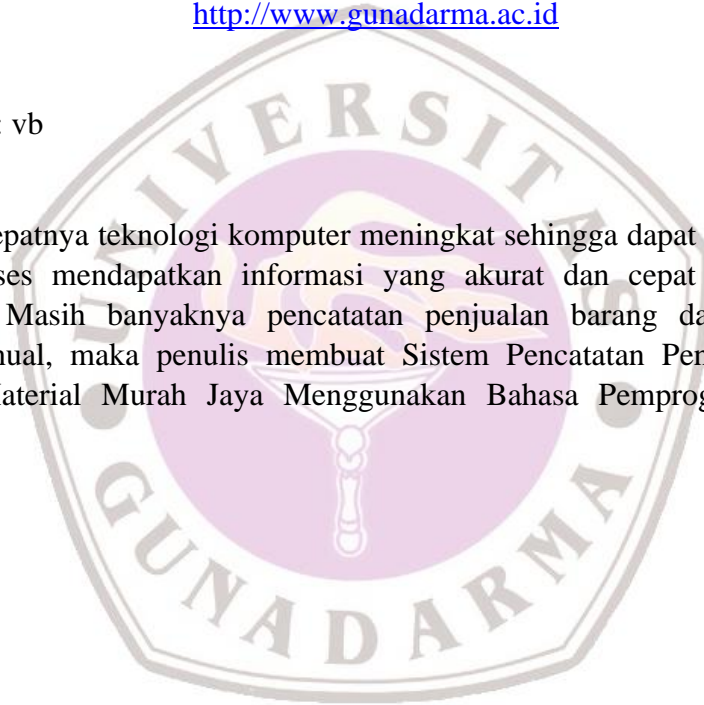 http://www.gunadarma.ac.id
: vb
epatnya teknologi komputer meningkat sehingga dapat
ses mendapatkan informasi yang akurat dan cepat
Masih banyaknya pencatatan penjualan barang da
nual, maka penulis membuat Sistem Pencatatan Pen
Material Murah Jaya Menggunakan Bahasa Pemprog
UNIVERSITAS
GUNADARMA